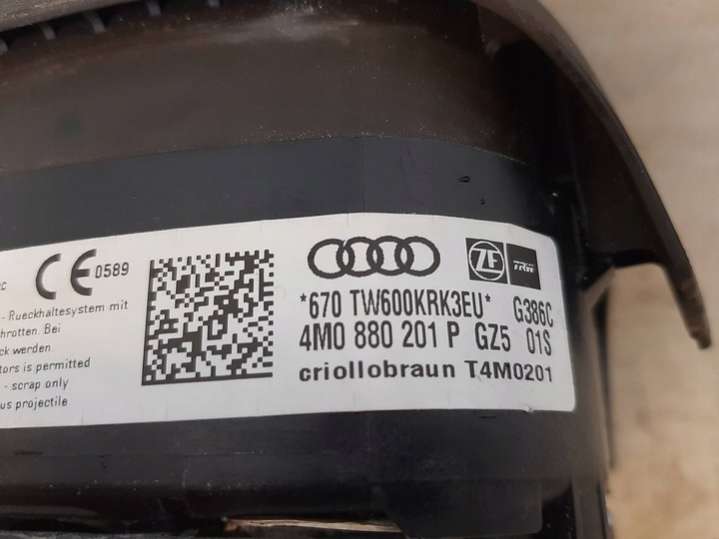 CE 0589
- Rueckhaltesystem mit
hrotten. Bei
ck werden.
tors is permitted
- scrap only
us projectile
ZF TRW
*670 TW600KRK3EU* G386C
4M0 880 201 P GZ5 01S
criollobraun T4M0201